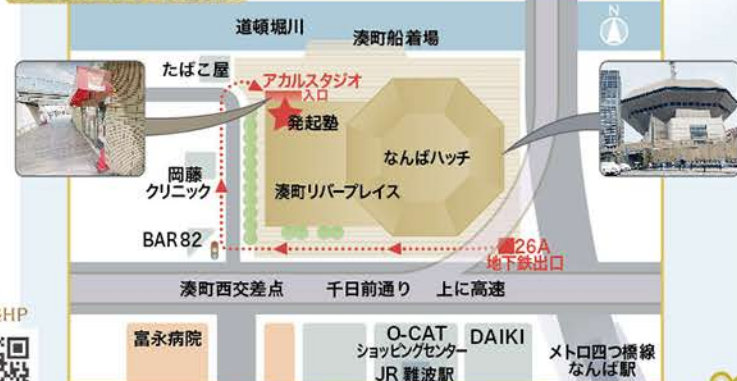 N
道頓堀川
湊町船着場
たばこ屋
アカルスタジオ
入口
発起塾
なんばハッチ
岡藤
クリニック
湊町リバープレイス
BAR82
26A
地下鉄出口
湊町西交差点
千日前通り
上に高速
HP
富永病院
O-CAT
ショッピングセンター
JR 難波駅
DAIKI
メトロ四つ橋線
なんば駅